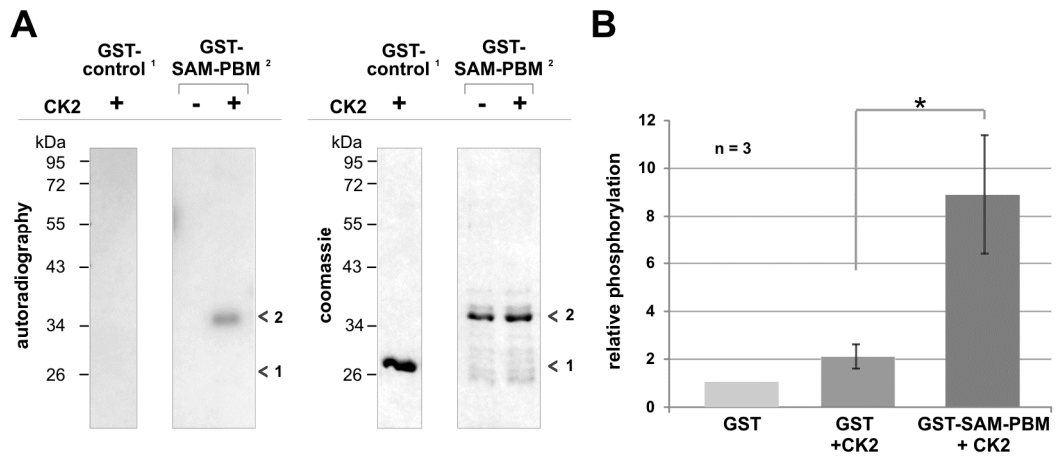 A
GST-
control ¹
GST-
SAM-PBM ²
CK2 + - +
kDa
95
72
55
43
34
26
autoradiography
< 2
< 1
GST-
control ¹
GST-
SAM-PBM ²
CK2 + - +
kDa
95
72
55
43
34
26
coomassie
< 2
< 1
B
*
n = 3
relative phosphorylation
12
10
8
6
4
2
0
GST
GST
+CK2
GST-SAM-PBM
+ CK2